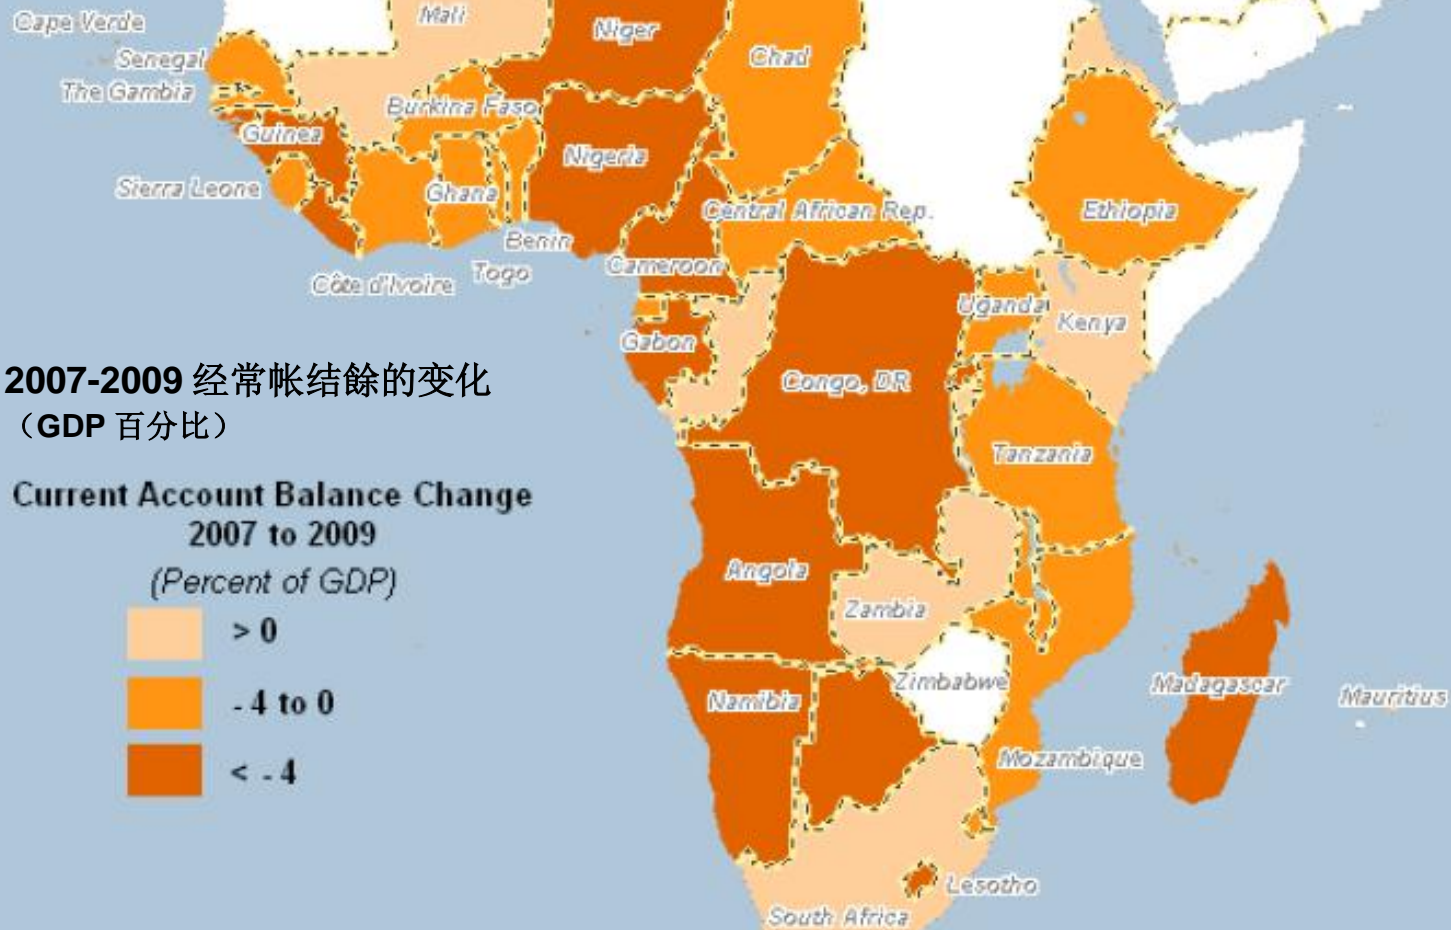 Cape Verde
Mali
Niger
Chad
Senegal
The Gambia
Burkina Faso
Guinea
Nigeria
Sierra Leone
Ghana
Central African Rep.
Ethiopia
Benin
Togo
Cameroon
Côte d'Ivoire
Uganda
Kenya
Gabon
Congo, DR
2007-2009 经常帐结餘的变化
（GDP 百分比）
Tanzania
Current Account Balance Change
2007 to 2009
(Percent of GDP)
> 0
- 4 to 0
< - 4
Angola
Zambia
Zimbabwe
Namibia
Madagascar
Mauritius
Mozambique
Lesotho
South Africa